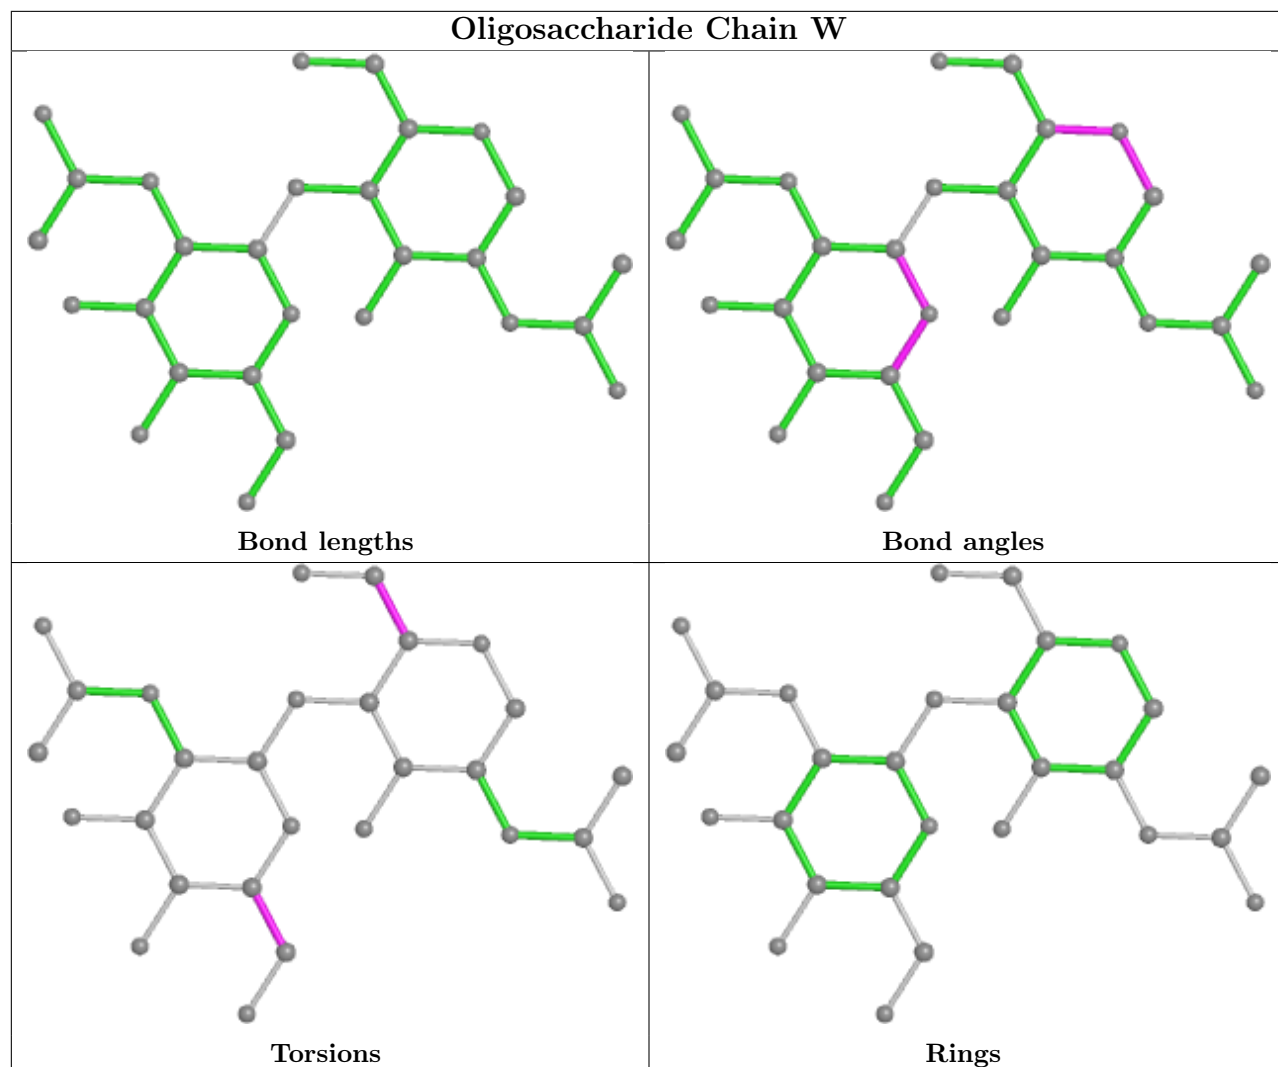 Oligosaccharide Chain W
Bond lengths
Bond angles
Torsions
Rings